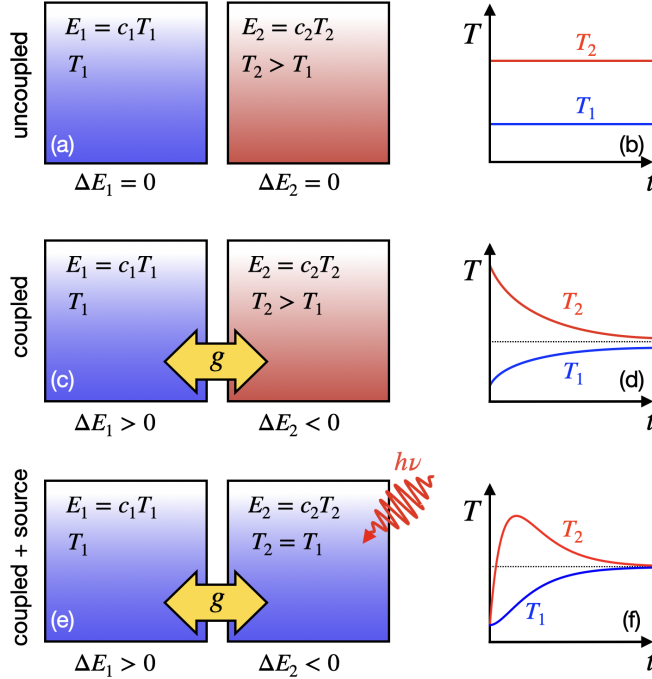 uncoupled
E₁ = c₁T₁
T₁
(a)
ΔE₁ = 0
E₂ = c₂T₂
T₂ > T₁
ΔE₂ = 0
T
T₂
T₁
(b)
t
coupled
E₁ = c₁T₁
T₁
(c)
ΔE₁ > 0
g
E₂ = c₂T₂
T₂ > T₁
ΔE₂ < 0
T
T₂
T₁
(d)
t
coupled + source
E₁ = c₁T₁
T₁
(e)
ΔE₁ > 0
g
hν
E₂ = c₂T₂
T₂ = T₁
ΔE₂ < 0
T
T₂
T₁
(f)
t